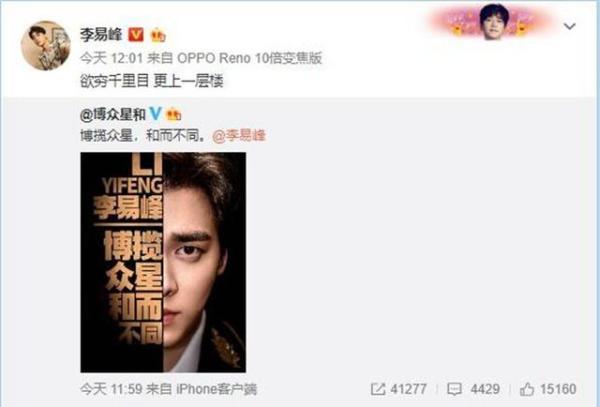 李易峰
今天 12:01 来自 OPPO Reno 10倍变焦版
欲穷千里目 更上一层楼
@博众星和
博揽众星，和而不同。@李易峰
LI
YIFENG
李易峰
博揽
众星
和而
不同
今天 11:59 来自 iPhone客户端
41277
4429
15160